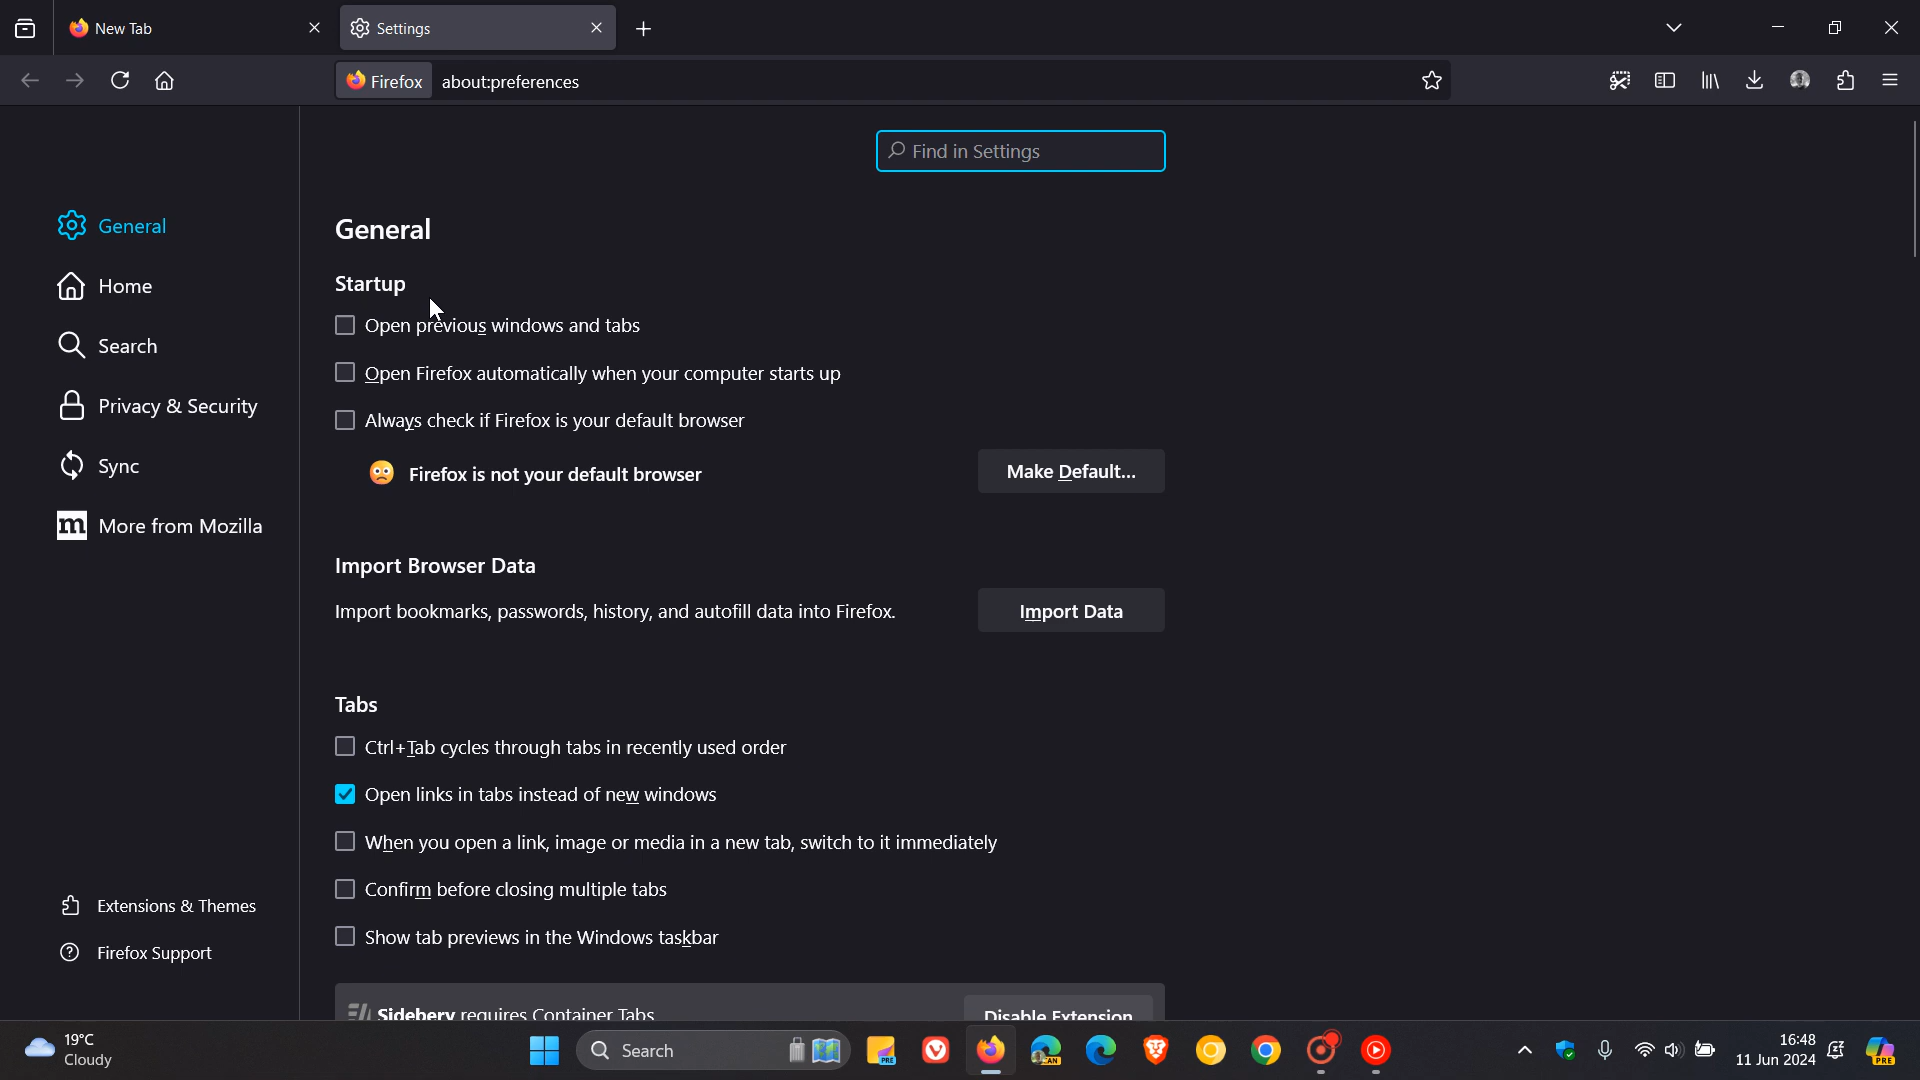 New Tab
Settings
Firefox about:preferences
Find in Settings
General
Home
Search
Privacy & Security
Sync
m More from Mozilla
Extensions & Themes
Firefox Support
General
Startup
Open previous windows and tabs
Open Firefox automatically when your computer starts up
Always check if Firefox is your default browser
Firefox is not your default browser
Make Default...
Import Browser Data
Import bookmarks, passwords, history, and autofill data into Firefox.
Import Data
Tabs
Ctrl+Tab cycles through tabs in recently used order
Open links in tabs instead of new windows
When you open a link, image or media in a new tab, switch to it immediately
Confirm before closing multiple tabs
Show tab previews in the Windows taskbar
Sidebery requires Container Tabs
Disable Extension
19°C
Cloudy
Search
PRE
CAN
16:48
11 Jun 2024
PRE